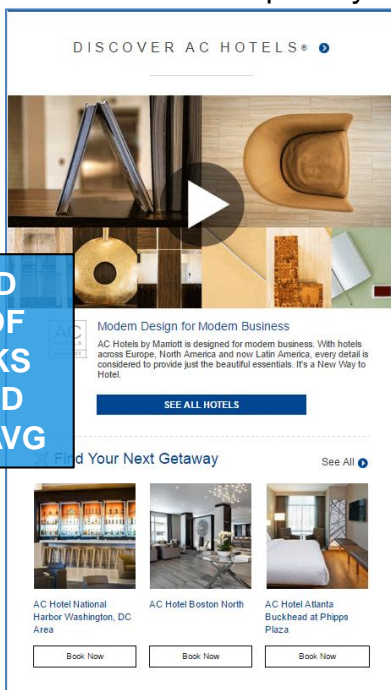 DISCOVER AC HOTELS®
D
OF
KS
D
AVG
AC
HOTELS
Modern Design for Modern Business
AC Hotels by Marriott is designed for modern business. With hotels
across Europe, North America and now Latin America, every detail is
considered to provide just the beautiful essentials. It's a New Way to
Hotel.
SEE ALL HOTELS
Find Your Next Getaway
See All
AC Hotel National
Harbor Washington, DC
Area
Book Now
AC Hotel Boston North
Book Now
AC Hotel Atlanta
Buckhead at Phipps
Plaza
Book Now